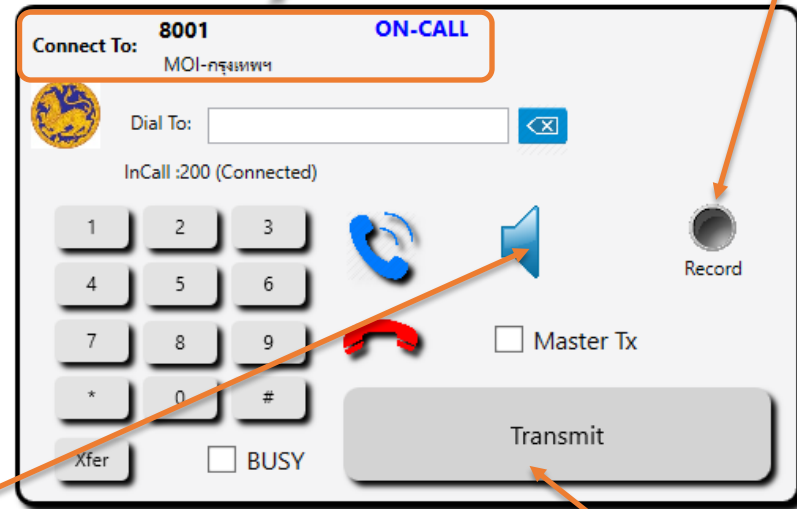 Connect To: 8001 ON-CALL
MOI-กรุงเทพฯ
Dial To:
InCall :200 (Connected)
1 2 3
4 5 6
Record
7 8 9
Master Tx
* 0 #
Transmit
Xfer BUSY